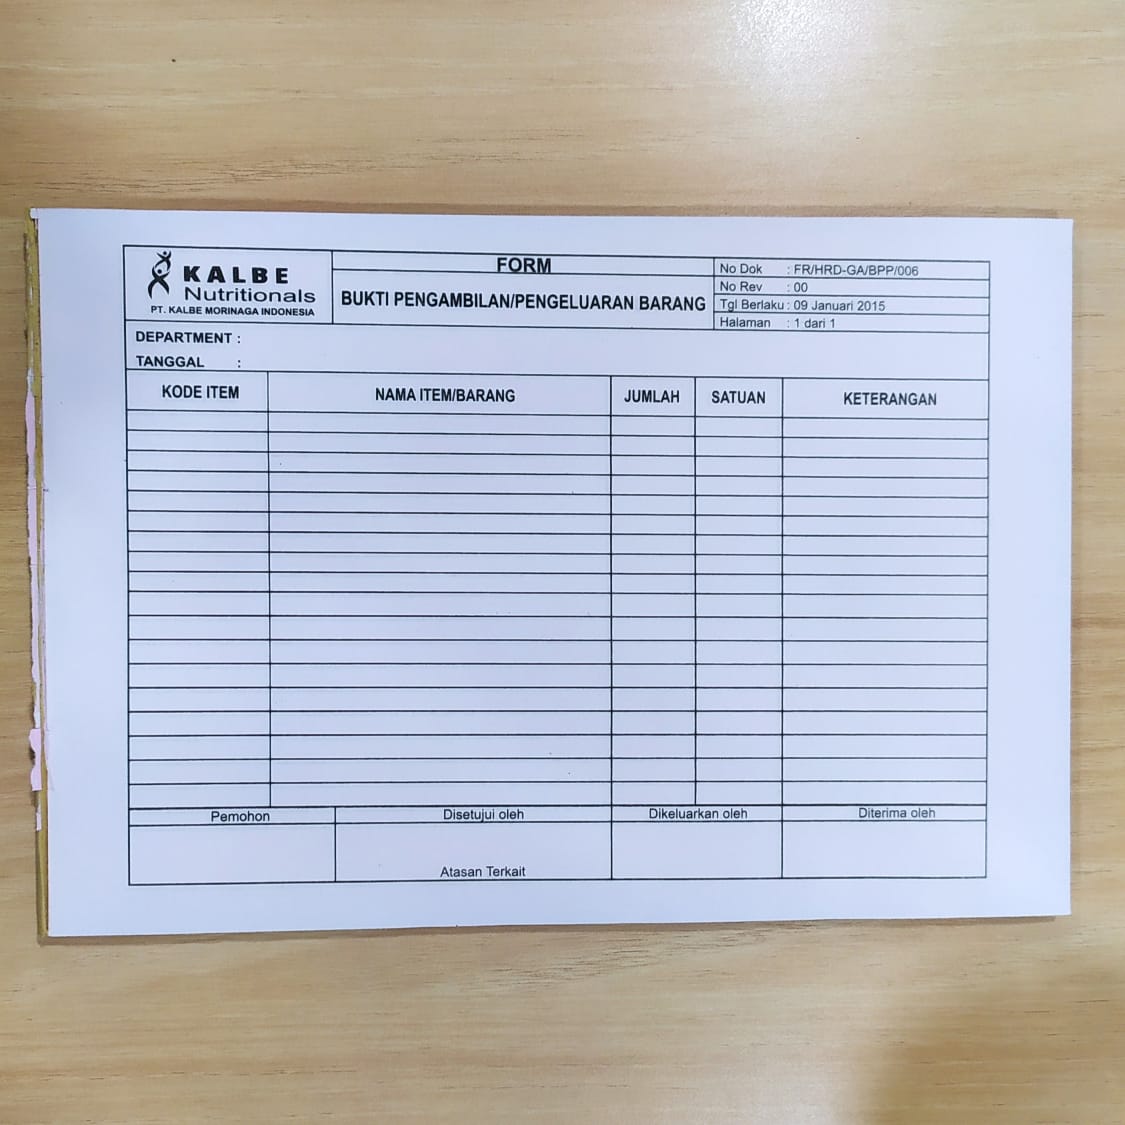 KALBE
Nutritionals
PT. KALBE MORINAGA INDONESIA
FORM
BUKTI PENGAMBILAN/PENGELUARAN BARANG
No Dok : FR/HRD-GA/BPP/006
No Rev : 00
Tgl Berlaku : 09 Januari 2015
Halaman : 1 dari 1
DEPARTMENT :
TANGGAL :
KODE ITEM NAMA ITEM/BARANG JUMLAH SATUAN KETERANGAN
Pemohon Disetujui oleh Dikeluarkan oleh Diterima oleh
Atasan Terkait